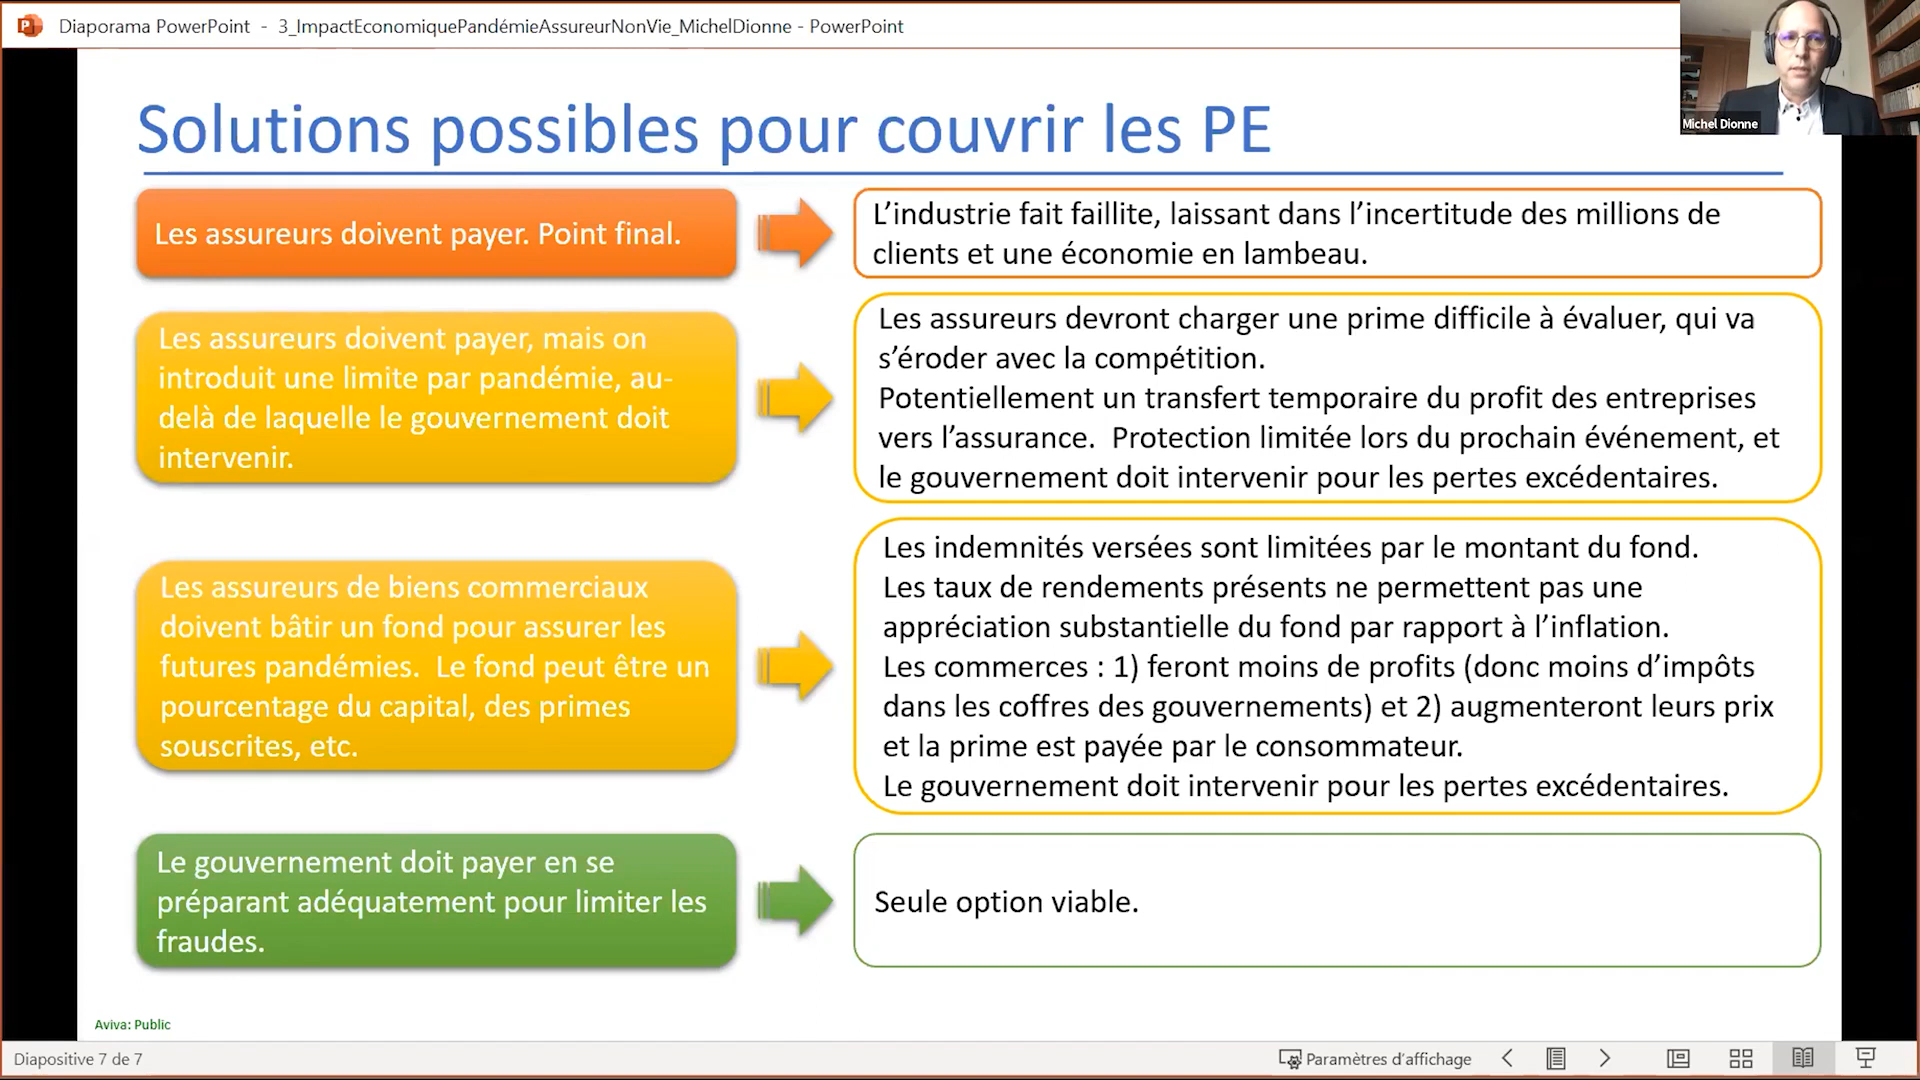 Diaporama PowerPoint - 3_ImpactEconomiquePandémieAssureurNonVie_MichelDionne - PowerPoint
Michel Dionne
Solutions possibles pour couvrir les PE
Les assureurs doivent payer. Point final.
L’industrie fait faillite, laissant dans l’incertitude des millions de
clients et une économie en lambeau.
Les assureurs doivent payer, mais on
introduit une limite par pandémie, au-
delà de laquelle le gouvernement doit
intervenir.
Les assureurs devront charger une prime difficile à évaluer, qui va
s’éroder avec la compétition.
Potentiellement un transfert temporaire du profit des entreprises
vers l’assurance.  Protection limitée lors du prochain événement, et
le gouvernement doit intervenir pour les pertes excédentaires.
Les assureurs de biens commerciaux
doivent bâtir un fond pour assurer les
futures pandémies.  Le fond peut être un
pourcentage du capital, des primes
souscrites, etc.
Les indemnités versées sont limitées par le montant du fond.
Les taux de rendements présents ne permettent pas une
appréciation substantielle du fond par rapport à l’inflation.
Les commerces : 1) feront moins de profits (donc moins d’impôts
dans les coffres des gouvernements) et 2) augmenteront leurs prix
et la prime est payée par le consommateur.
Le gouvernement doit intervenir pour les pertes excédentaires.
Le gouvernement doit payer en se
préparant adéquatement pour limiter les
fraudes.
Seule option viable.
Aviva: Public
Diapositive 7 de 7
Paramètres d’affichage